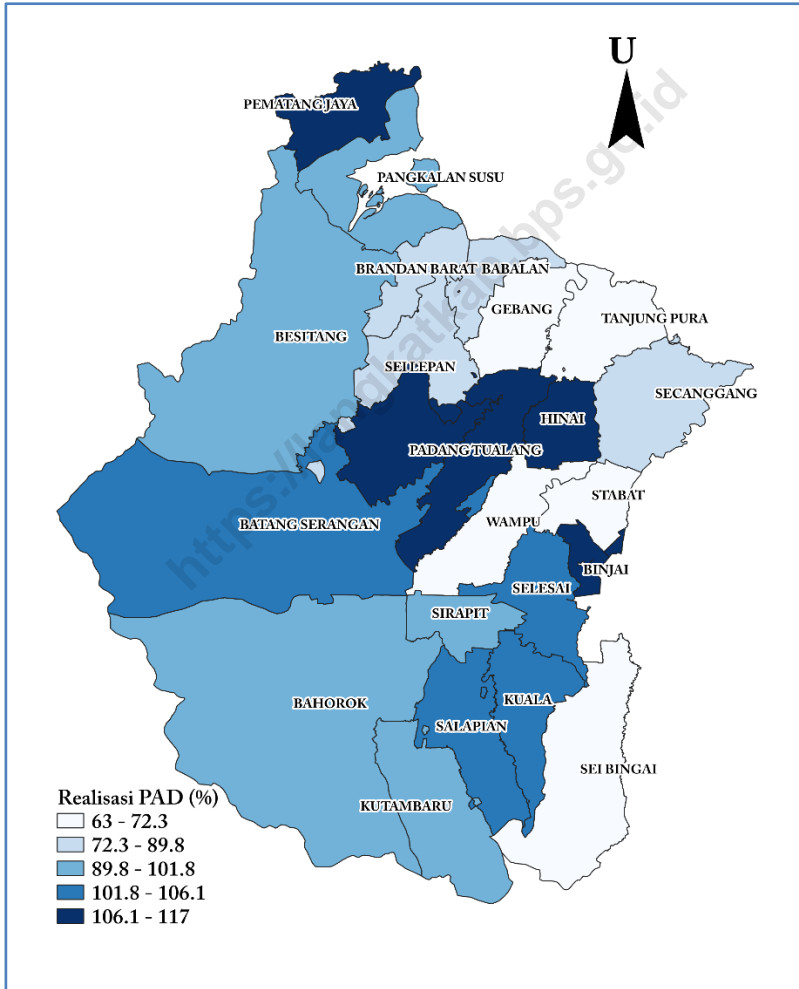 U
PEMATANG JAYA
PANGKALAN SUSU
BRANDAN BARAT
BABALAN
GEBANG
TANJUNG PURA
BESITANG
SEI LEPAN
SECANGGANG
HINAI
PADANG TUALANG
STABAT
BATANG SERANGAN
WAMPU
BINJAI
SELESAI
SIRAPIT
BAHOROK
KUALA
SALAPIAN
SEI BINGAI
KUTAMBARU
Realisasi PAD (%)
63 - 72.3
72.3 - 89.8
89.8 - 101.8
101.8 - 106.1
106.1 - 117
https://langkatkab.bps.go.id